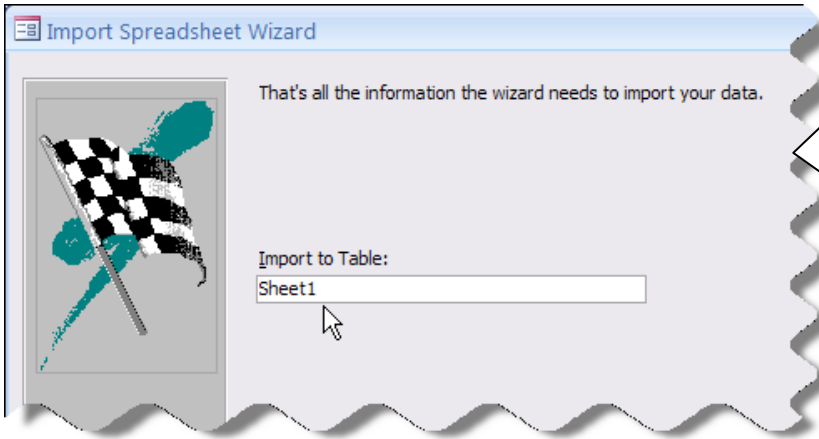 Import Spreadsheet Wizard
That's all the information the wizard needs to import your data.
Import to Table:
Sheet1